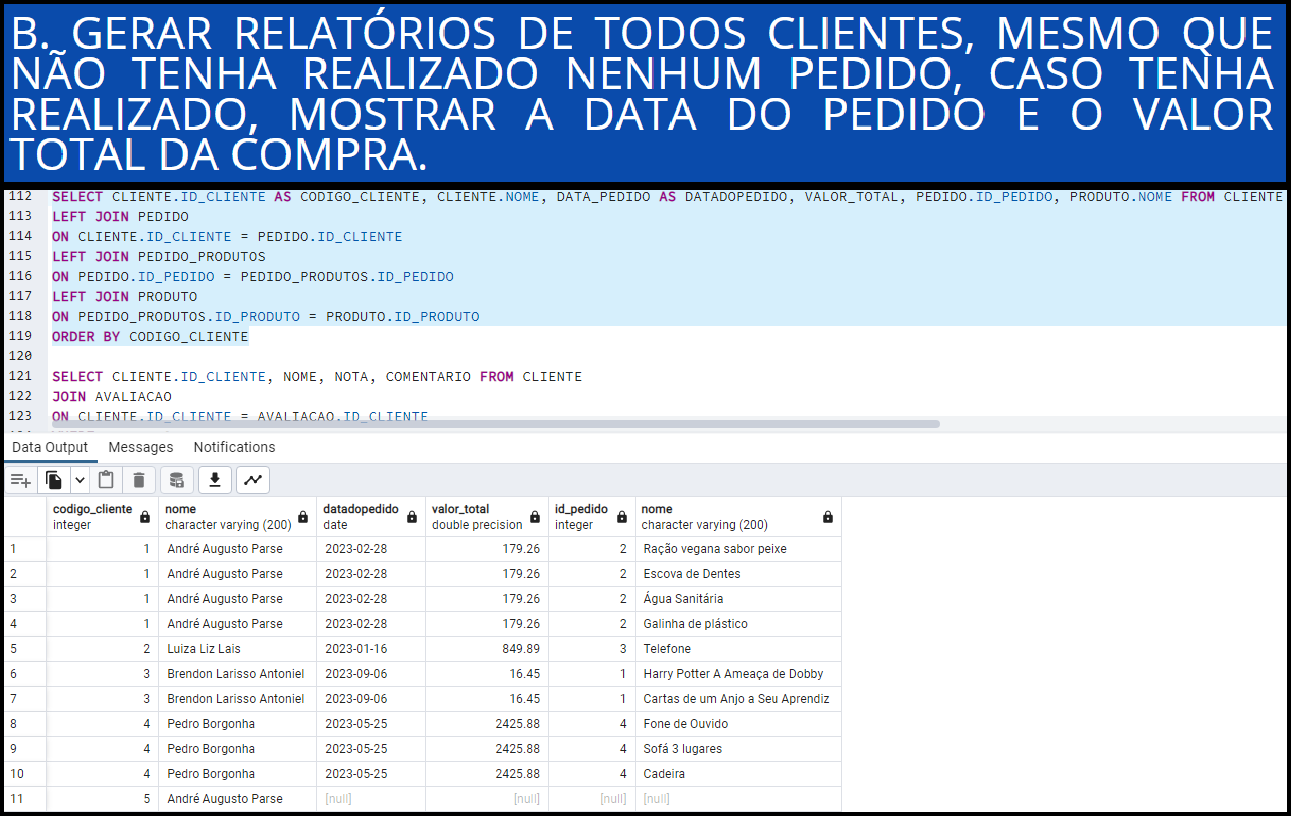 B. GERAR RELATÓRIOS DE TODOS CLIENTES, MESMO QUE
NÃO TENHA REALIZADO NENHUM PEDIDO, CASO TENHA
REALIZADO, MOSTRAR A DATA DO PEDIDO E O VALOR
TOTAL DA COMPRA.
112 SELECT CLIENTE.ID_CLIENTE AS CODIGO_CLIENTE, CLIENTE.NOME, DATA_PEDIDO AS DATADOPEDIDO, VALOR_TOTAL, PEDIDO.ID_PEDIDO, PRODUTO.NOME FROM CLIENTE
113 LEFT JOIN PEDIDO
114 ON CLIENTE.ID_CLIENTE = PEDIDO.ID_CLIENTE
115 LEFT JOIN PEDIDO_PRODUTOS
116 ON PEDIDO.ID_PEDIDO = PEDIDO_PRODUTOS.ID_PEDIDO
117 LEFT JOIN PRODUTO
118 ON PEDIDO_PRODUTOS.ID_PRODUTO = PRODUTO.ID_PRODUTO
119 ORDER BY CODIGO_CLIENTE
120
121 SELECT CLIENTE.ID_CLIENTE, NOME, NOTA, COMENTARIO FROM CLIENTE
122 JOIN AVALIACAO
123 ON CLIENTE.ID_CLIENTE = AVALIACAO.ID_CLIENTE
Data Output Messages Notifications
codigo_cliente nome datadopedido valor_total id_pedido nome
integer character varying (200) date double precision integer character varying (200)
1 1 André Augusto Parse 2023-02-28 179.26 2 Ração vegana sabor peixe
2 1 André Augusto Parse 2023-02-28 179.26 2 Escova de Dentes
3 1 André Augusto Parse 2023-02-28 179.26 2 Água Sanitária
4 1 André Augusto Parse 2023-02-28 179.26 2 Galinha de plástico
5 2 Luiza Liz Lais 2023-01-16 849.89 3 Telefone
6 3 Brendon Larisso Antoniel 2023-09-06 16.45 1 Harry Potter A Ameaça de Dobby
7 3 Brendon Larisso Antoniel 2023-09-06 16.45 1 Cartas de um Anjo a Seu Aprendiz
8 4 Pedro Borgonha 2023-05-25 2425.88 4 Fone de Ouvido
9 4 Pedro Borgonha 2023-05-25 2425.88 4 Sofá 3 lugares
10 4 Pedro Borgonha 2023-05-25 2425.88 4 Cadeira
11 5 André Augusto Parse [null] [null] [null] [null]